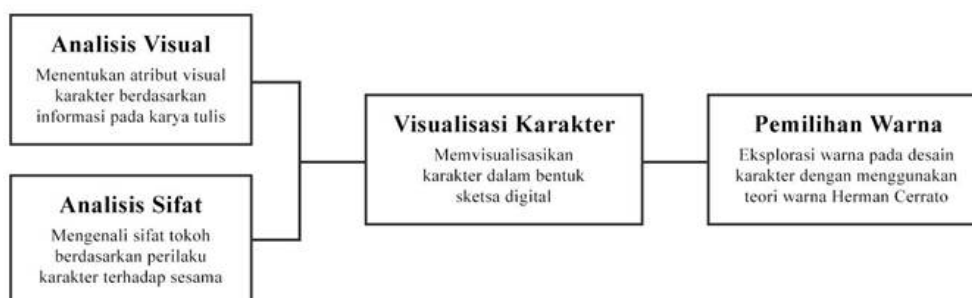 Analisis Visual
Menentukan atribut visual
karakter berdasarkan
informasi pada karya tulis
Analisis Sifat
Mengenali sifat tokoh
berdasarkan perilaku
karakter terhadap sesama
Visualisasi Karakter
Memvisualisasikan
karakter dalam bentuk
sketsa digital
Pemilihan Warna
Eksplorasi warna pada desain
karakter dengan menggunakan
teori warna Herman Cerrato